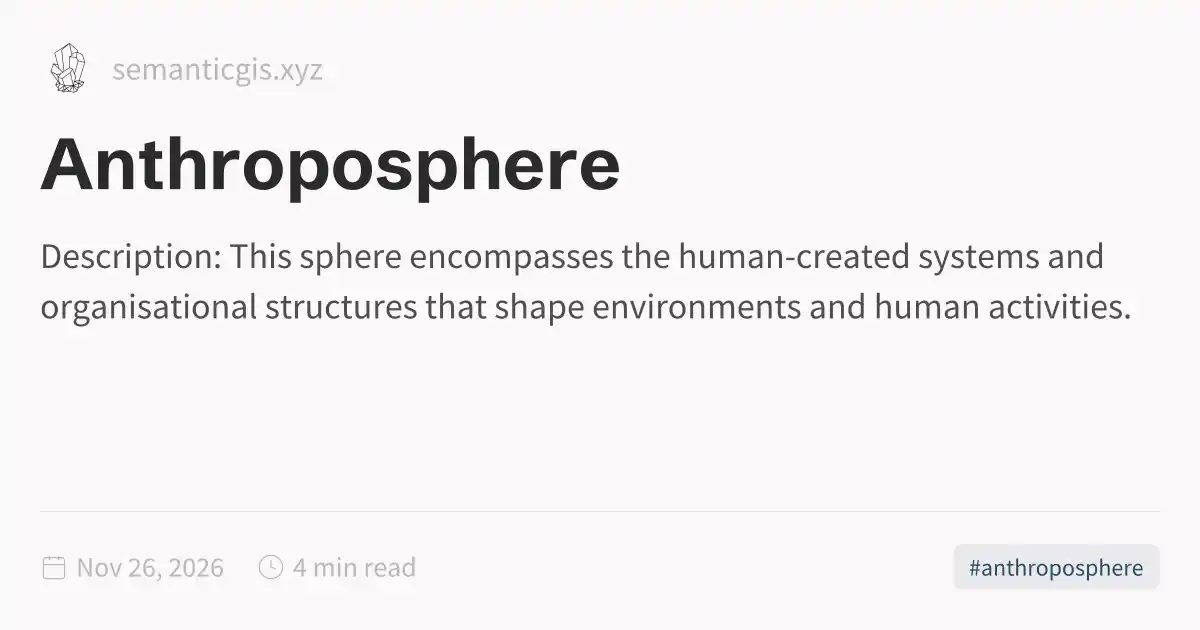 semanticgis.xyz
Anthroposphere
Description: This sphere encompasses the human-created systems and
organisational structures that shape environments and human activities.
Nov 26, 2026 4 min read #anthroposphere